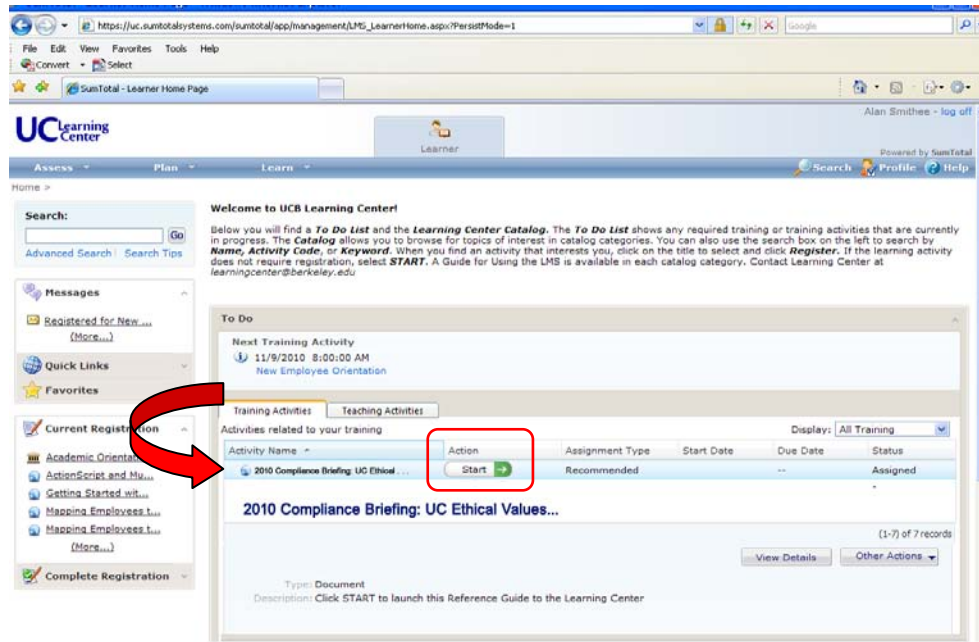 https://uc.sumtotalsystems.com/sumtotal/app/management/LMS_LearnerHome.aspx?PersistMode=1
Google
File Edit View Favorites Tools Help
Convert Select
SumTotal - Learner Home Page
Alan Smithee - log off
UC Learning Center
Learner
Powered by SumTotal
Assess Plan Learn Search Profile Help
Home >
Search:
Go
Advanced Search Search Tips
Messages
Registered for New ...
(More...)
Quick Links
Favorites
Current Registration
Academic Orientat
ActionScript and Mu...
Getting Started wit...
Mapping Employees t...
Mapping Employees t...
(More...)
Complete Registration
Welcome to UCB Learning Center!
Below you will find a To Do List and the Learning Center Catalog. The To Do List shows any required training or training activities that are currently
in progress. The Catalog allows you to browse for topics of interest in catalog categories. You can also use the search box on the left to search by
Name, Activity Code, or Keyword. When you find an activity that interests you, click on the title to select and click Register. If the learning activity
does not require registration, select START. A Guide for Using the LMS is available in each catalog category. Contact Learning Center at
learningcenter@berkeley.edu
To Do
Next Training Activity
11/9/2010 8:00:00 AM
New Employee Orientation
Training Activities Teaching Activities
Activities related to your training Display: All Training
Activity Name Action Assignment Type Start Date Due Date Status
2010 Compliance Briefing: UC Ethical ... Start Recommended -- Assigned
2010 Compliance Briefing: UC Ethical Values...
(1-7) of 7 records
View Details Other Actions
Type: Document
Description: Click START to launch this Reference Guide to the Learning Center